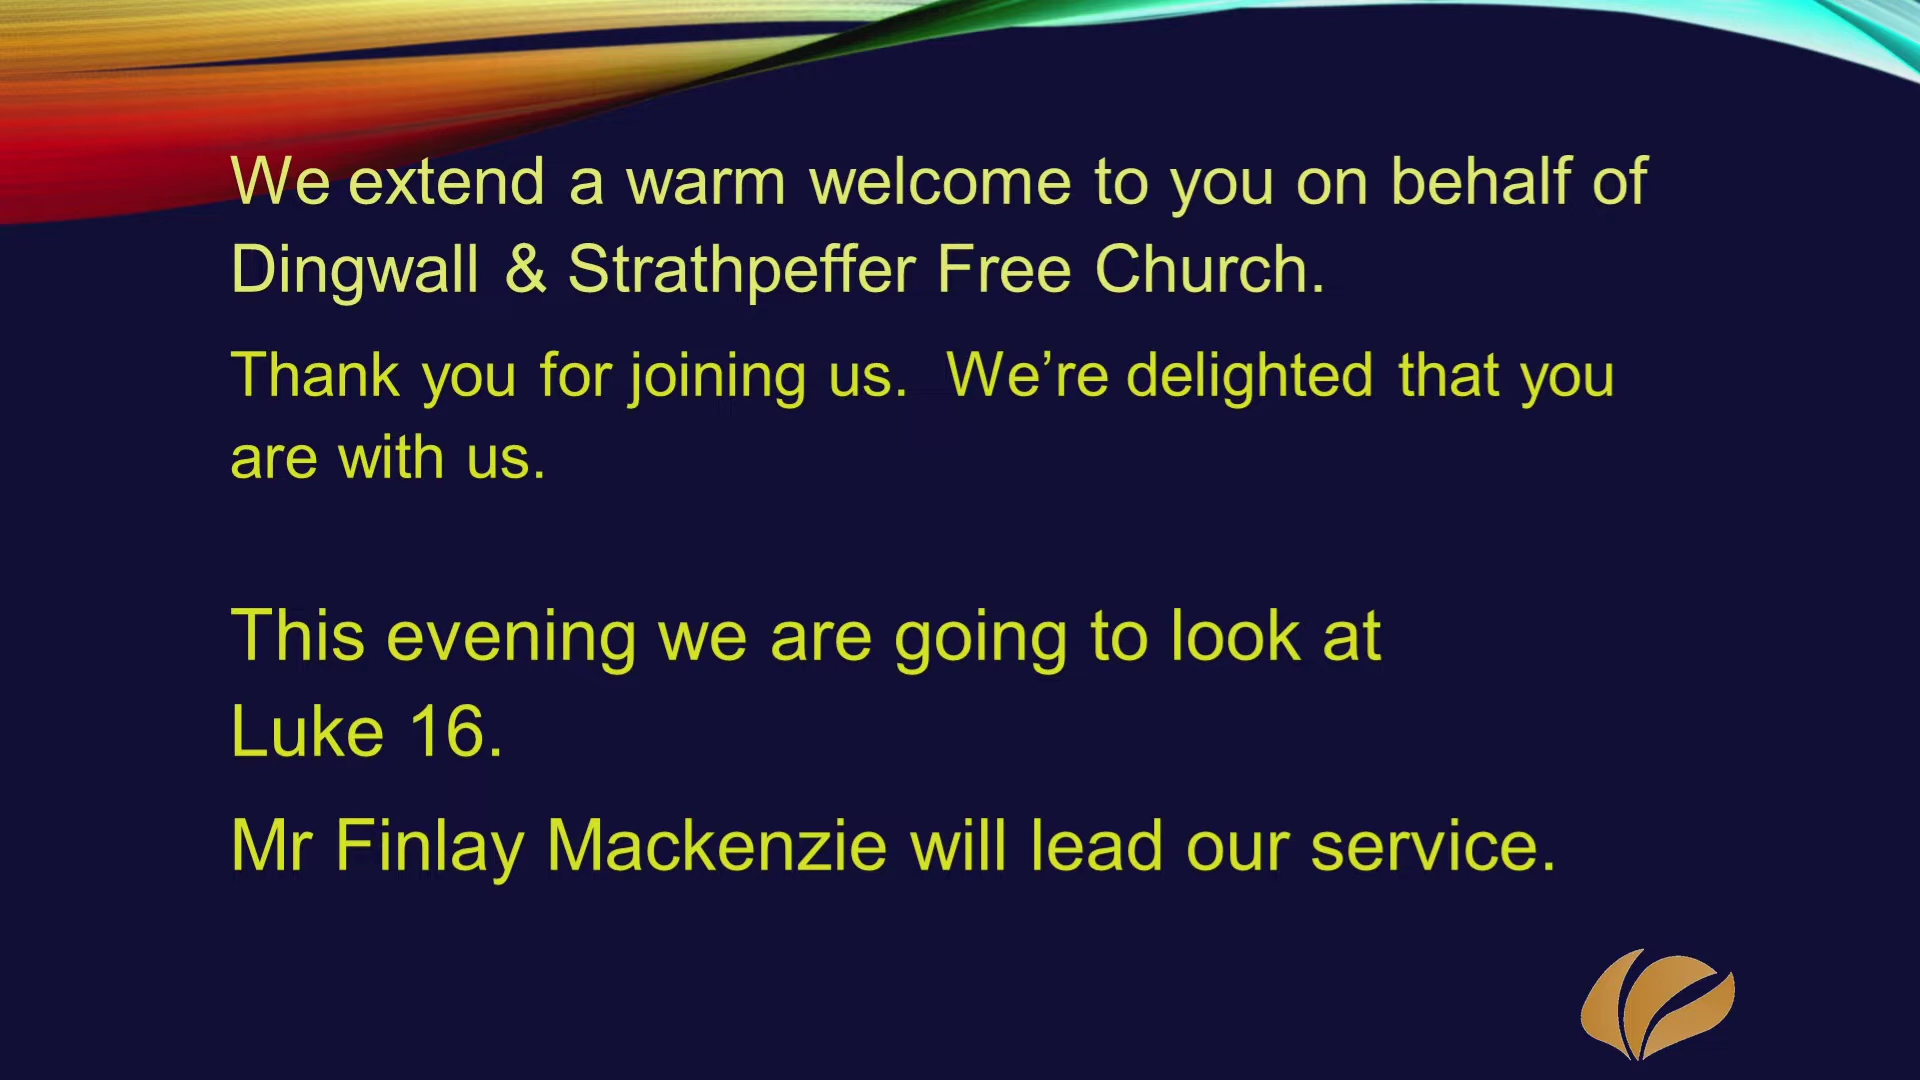 We extend a warm welcome to you on behalf of
Dingwall & Strathpeffer Free Church.
Thank you for joining us.  We’re delighted that you
are with us.
This evening we are going to look at
Luke 16.
Mr Finlay Mackenzie will lead our service.